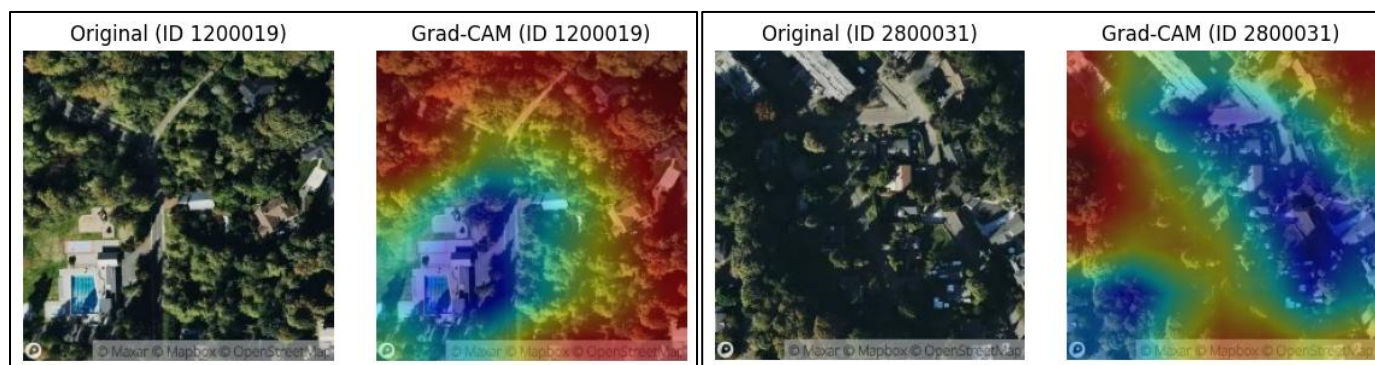 Original (ID 1200019)
Grad-CAM (ID 1200019)
Original (ID 2800031)
Grad-CAM (ID 2800031)
© Maxar © Mapbox © OpenStreetMap
© Maxar © Mapbox © OpenStreetMap
© Maxar © Mapbox © OpenStreetMap
© Maxar © Mapbox © OpenStreetMap